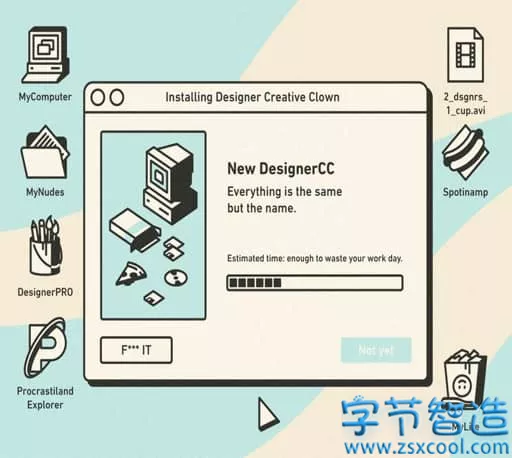 Installing Designer Creative Clown
MyComputer
MyNudes
DesignerPRO
Procrastiland
Explorer
New DesignerCC
Everything is the same
but the name.
Estimated time: enough to waste your work day.
F*** IT
Not yet
2_dsgnrs_
1_cup.avi
Spotinamp
MyLife
字节智造
www.zsxcool.com